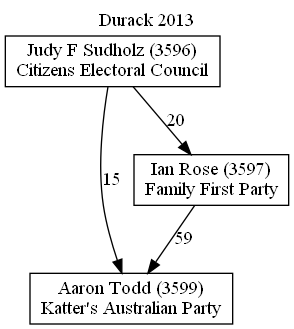 Durack 2013
Judy F Sudholz (3596)
Citizens Electoral Council
20
Ian Rose (3597)
Family First Party
15
59
Aaron Todd (3599)
Katter's Australian Party